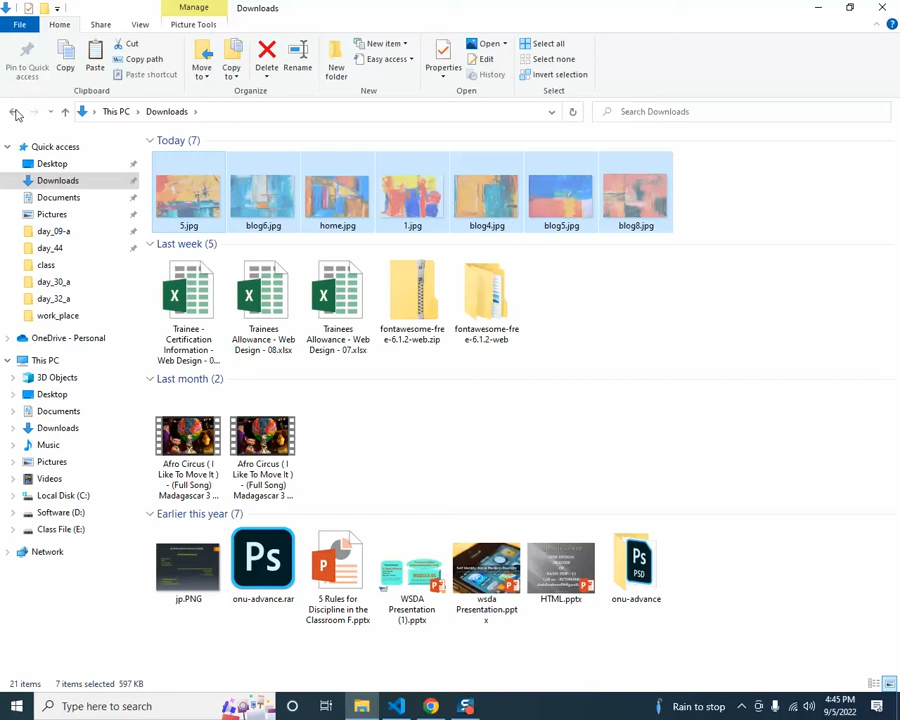 Manage
Downloads
File
Home
Share
View
Picture Tools
Pin to Quick
access
Copy
Paste
Cut
Copy path
Paste shortcut
Clipboard
Move
to
Copy
to
Delete
Rename
Organize
New
folder
New item
Easy access
New
Properties
Open
Edit
History
Open
Select all
Select none
Invert selection
Select
This PC
Downloads
Search Downloads
Quick access
Desktop
Downloads
Documents
Pictures
day_09-a
day_44
class
day_30_a
day_32_a
work_place
OneDrive - Personal
This PC
3D Objects
Desktop
Documents
Downloads
Music
Pictures
Videos
Local Disk (C:)
Software (D:)
Class File (E:)
Network
Today (7)
5.jpg
blog6.jpg
home.jpg
1.jpg
blog4.jpg
blog5.jpg
blog8.jpg
Last week (5)
Trainee -
Certification
Information -
Web Design - 0...
Trainees
Allowance - Web
Design - 08.xlsx
Trainees
Allowance - Web
Design - 07.xlsx
fontawesome-fre
e-6.1.2-web.zip
fontawesome-fre
e-6.1.2-web
Last month (2)
Afro Circus ( I
Like To Move It )
- (Full Song)
Madagascar 3 ...
Afro Circus ( I
Like To Move It )
- (Full Song)
Madagascar 3 ...
Earlier this year (7)
jp.PNG
Ps
onu-advance.rar
5 Rules for
Discipline in the
Classroom F.pptx
WSDA
Presentation
(1).pptx
wsda
Presentation.ppt
x
HTML.pptx
Ps
PSD
onu-advance
21 items
7 items selected 597 KB
Type here to search
Rain to stop
4:45 PM
9/5/2022